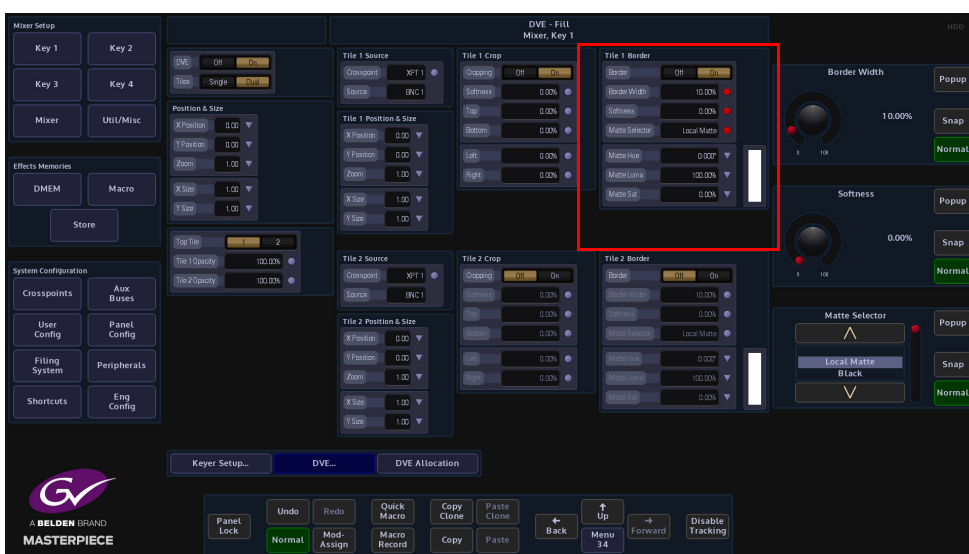 Mixer Setup
Key 1
Key 2
Key 3
Key 4
Mixer
Util/Misc
Effects Memories
DMEM
Macro
Store
System Configuration
Crosspoints
Aux
Buses
User
Config
Panel
Config
Filing
System
Peripherals
Shortcuts
Eng
Config
GV
A BELDEN BRAND
MASTERPIECE
DVE - Fill
Mixer, Key 1
HDD
DVE Off On
Tiles Single Dual
Position & Size
X Position 0.00
Y Position 0.00
Zoom 1.00
X Size 1.00
Y Size 1.00
Top Tile 1 2
Tile 1 Opacity 100.00%
Tile 2 Opacity 100.00%
Tile 1 Source
Crosspoint XPT 1
Source BNC 1
Tile 1 Position & Size
X Position 0.00
Y Position 0.00
Zoom 1.00
X Size 1.00
Y Size 1.00
Tile 1 Crop
Cropping Off On
Softness 0.00%
Top 0.00%
Bottom 0.00%
Left 0.00%
Right 0.00%
Tile 1 Border
Border Off On
Border Width 10.00%
Softness 0.00%
Matte Selector Local Matte
Matte Hue 0.000°
Matte Luma 100.00%
Matte Sat 0.00%
Tile 2 Source
Crosspoint XPT 1
Source BNC 1
Tile 2 Position & Size
X Position 0.00
Y Position 0.00
Zoom 1.00
X Size 1.00
Y Size 1.00
Tile 2 Crop
Cropping Off On
Softness 0.00%
Top 0.00%
Bottom 0.00%
Left 0.00%
Right 0.00%
Tile 2 Border
Border Off On
Border Width 10.00%
Softness 0.00%
Matte Selector Local Matte
Matte Hue 0.000°
Matte Luma 100.00%
Matte Sat 0.00%
Border Width
10.00%
0 100
Popup
Snap
Normal
Softness
0.00%
0 100
Popup
Snap
Normal
Matte Selector
Local Matte
Black
Popup
Snap
Normal
Keyer Setup...
DVE...
DVE Allocation
Panel
Lock
Undo
Redo
Normal
Mod-
Assign
Quick
Macro
Macro
Record
Copy
Clone
Paste
Clone
Copy
Paste
Back
Up
Menu
34
Forward
Disable
Tracking